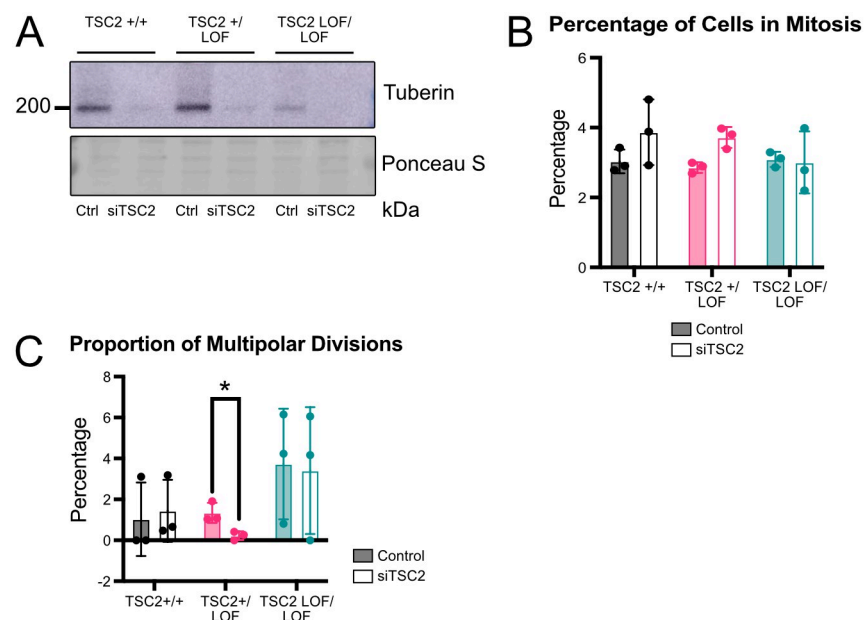 A
TSC2 +/+
TSC2 +/
LOF
TSC2 LOF/
LOF
200
Tuberin
Ponceau S
Ctrl siTSC2
Ctrl siTSC2
Ctrl siTSC2
kDa
B
Percentage of Cells in Mitosis
Percentage
6
4
2
0
TSC2 +/+
TSC2 +/
LOF
TSC2 LOF/
LOF
Control
siTSC2
C
Proportion of Multipolar Divisions
Percentage
8
6
4
2
0
-2
*
TSC2+/+
TSC2+/
LOF
TSC2 LOF/
LOF
Control
siTSC2